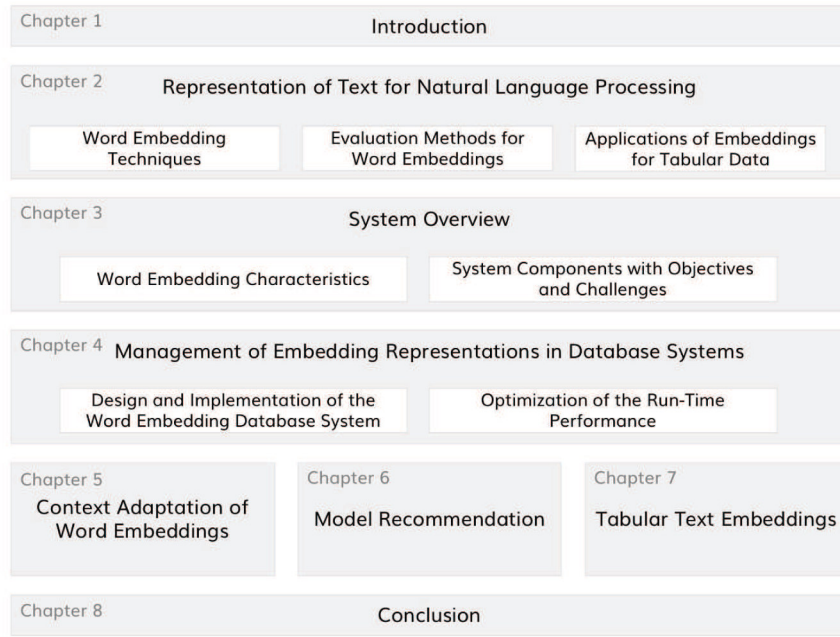 Chapter 1
Introduction
Chapter 2
Representation of Text for Natural Language Processing
Word Embedding
Techniques
Evaluation Methods for
Word Embeddings
Applications of Embeddings
for Tabular Data
Chapter 3
System Overview
Word Embedding Characteristics
System Components with Objectives
and Challenges
Chapter 4
Management of Embedding Representations in Database Systems
Design and Implementation of the
Word Embedding Database System
Optimization of the Run-Time
Performance
Chapter 5
Context Adaptation of
Word Embeddings
Chapter 6
Model Recommendation
Chapter 7
Tabular Text Embeddings
Chapter 8
Conclusion